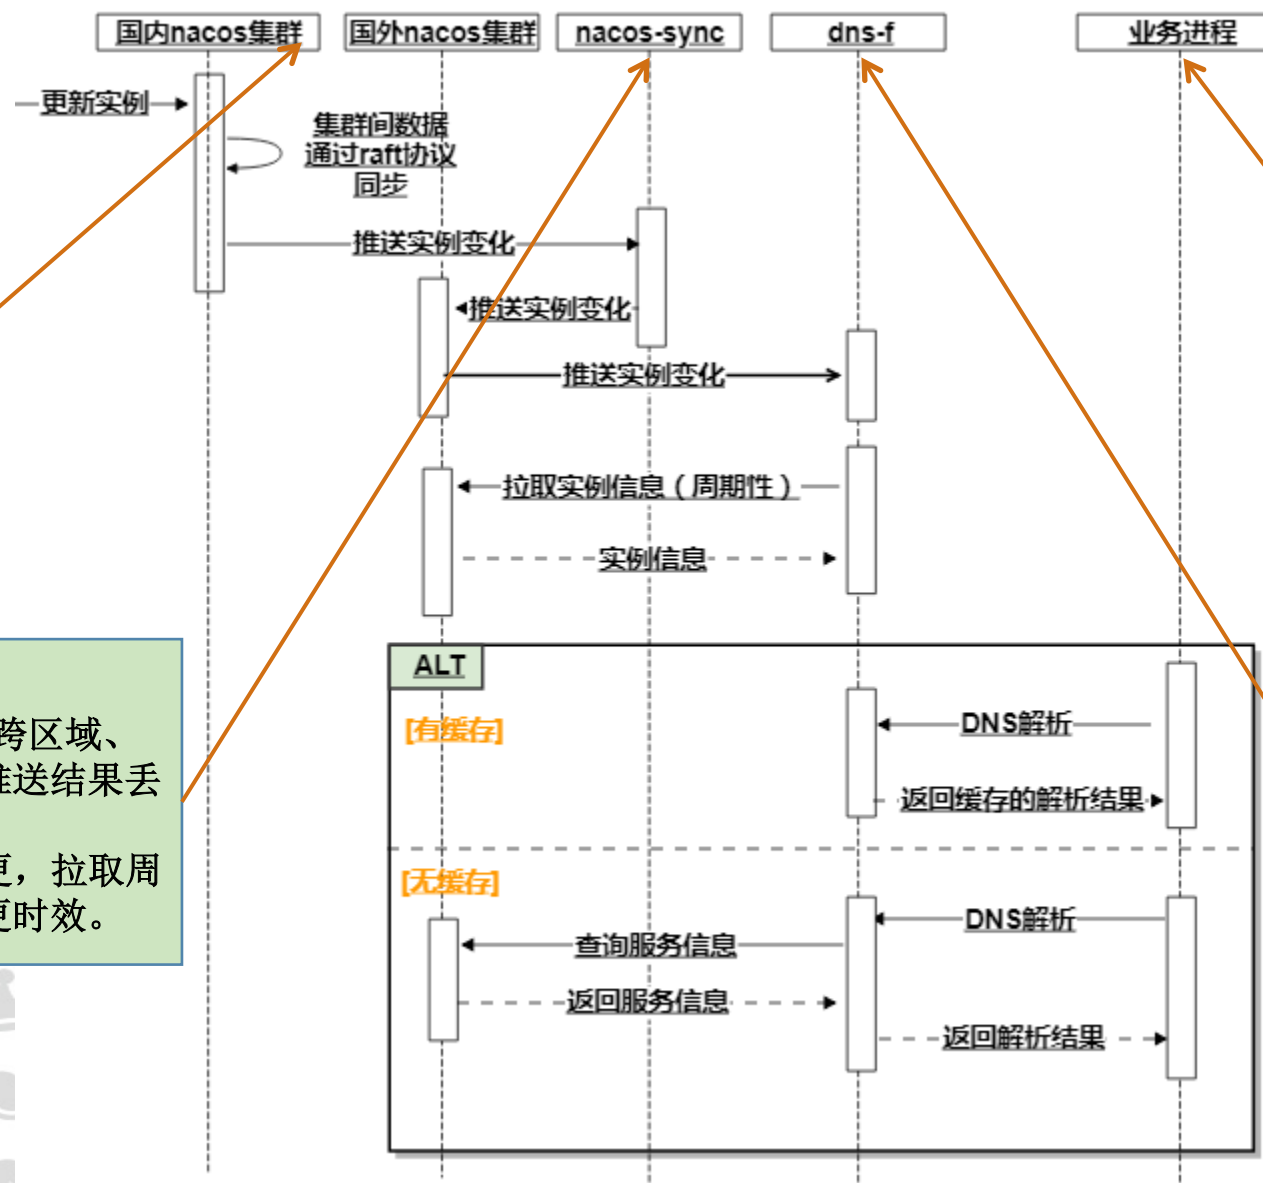 国内nacos集群
国外nacos集群
nacos-sync
dns-f
业务进程
更新实例
集群间数据
通过raft协议
同步
推送实例变化
推送实例变化
推送实例变化
拉取实例信息（周期性）
实例信息
ALT
[有缓存]
DNS解析
返回缓存的解析结果
[无缓存]
DNS解析
查询服务信息
返回服务信息
返回解析结果
跨区域、
推送结果丢
更，拉取周
更时效。